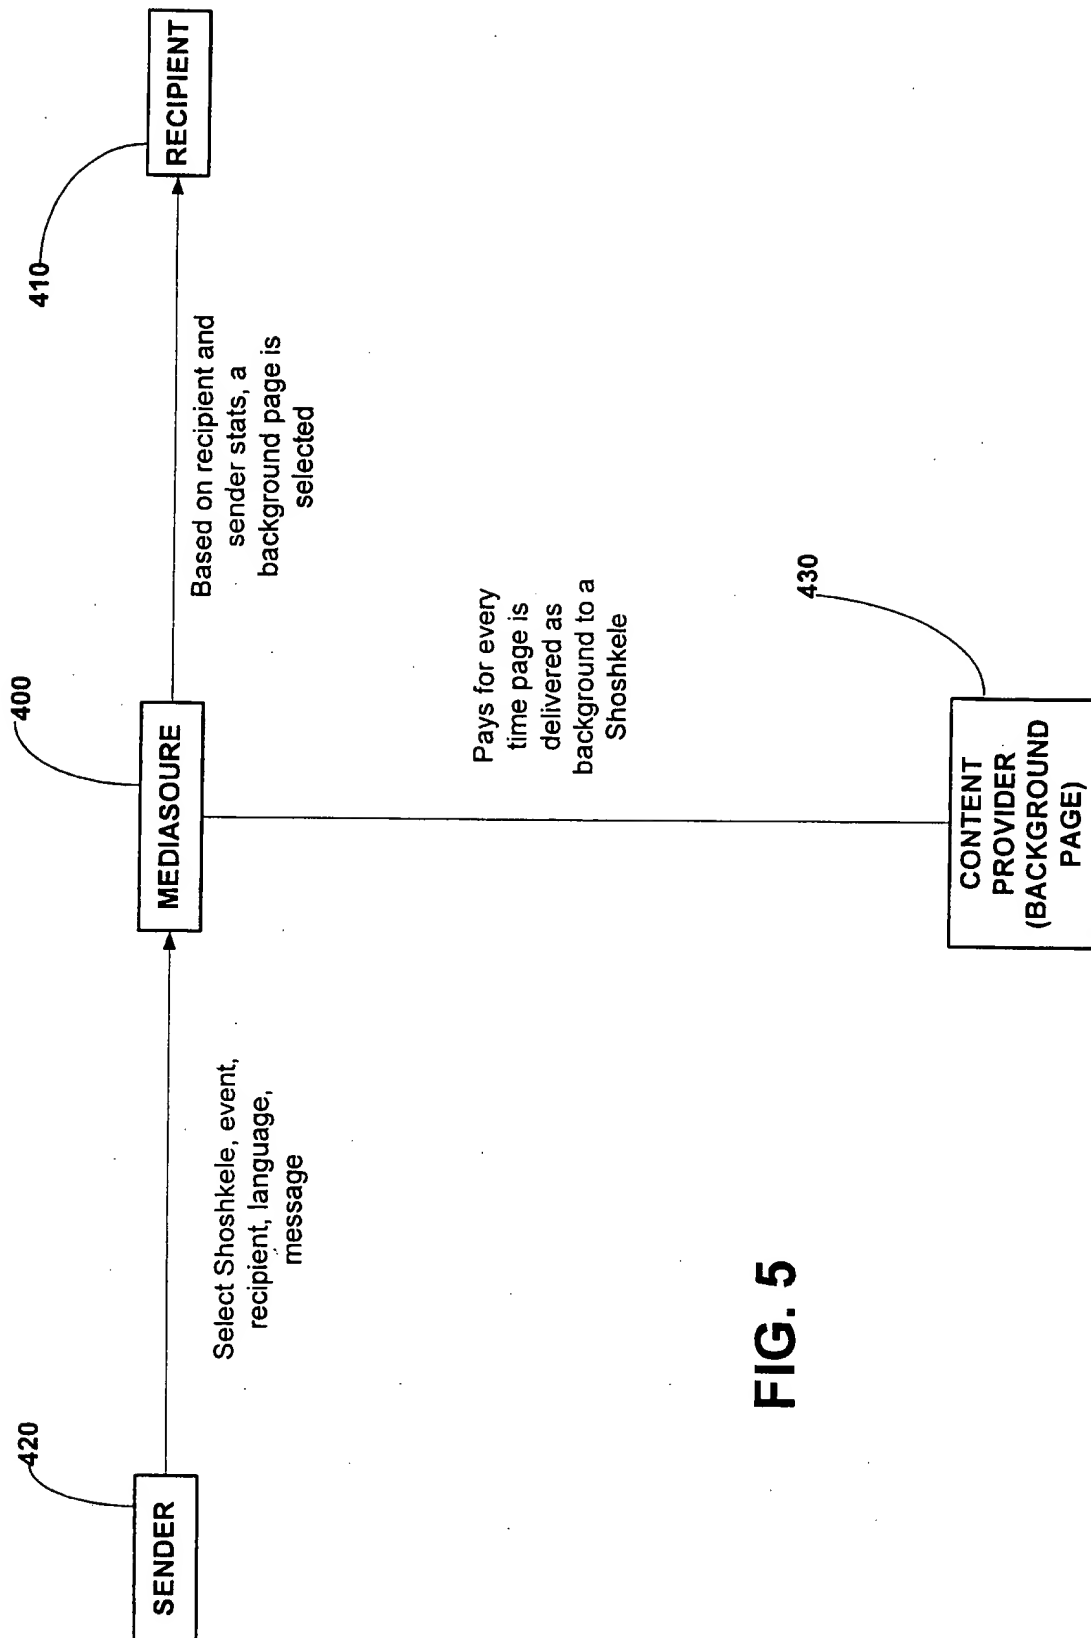 420
SENDER
Select Shoshkele, event,
recipient, language,
message
400
MEDIASOURE
Based on recipient and
sender stats, a
background page is
selected
410
RECIPIENT
Pays for every
time page is
delivered as
background to a
Shoshkele
430
CONTENT
PROVIDER
(BACKGROUND
PAGE)
FIG. 5